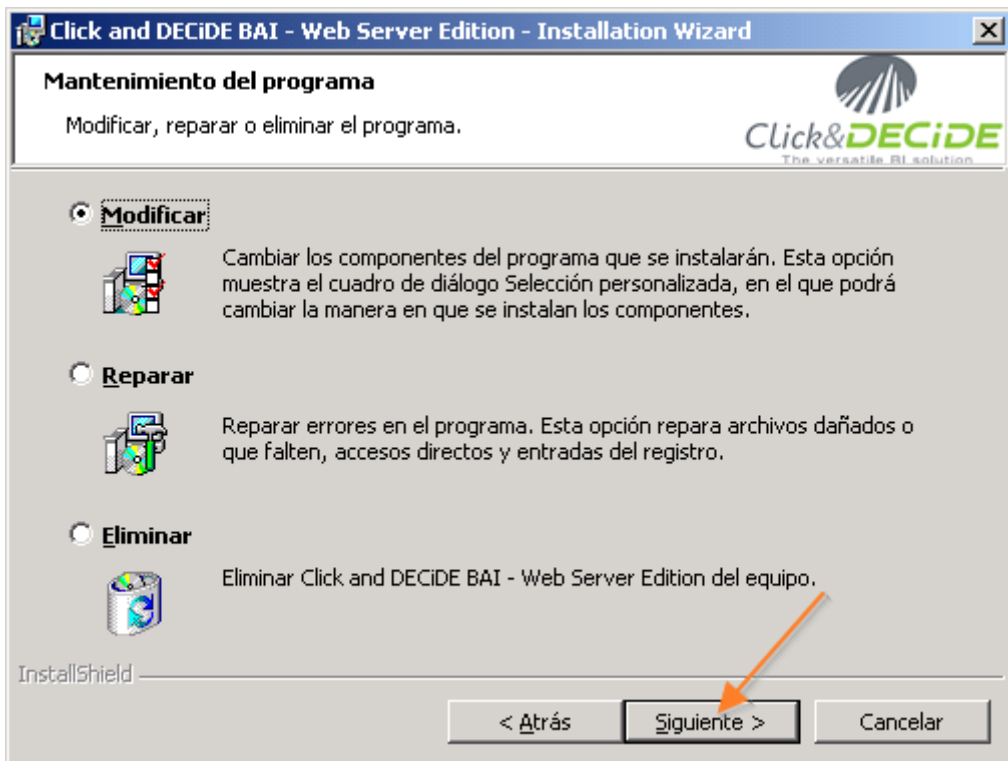 Click and DECiDE BAI - Web Server Edition - Installation Wizard
Mantenimiento del programa
Modificar, reparar o eliminar el programa.
Click&DECiDE
The versatile BI solution
Modificar
Cambiar los componentes del programa que se instalarán. Esta opción
muestra el cuadro de diálogo Selección personalizada, en el que podrá
cambiar la manera en que se instalan los componentes.
Reparar
Reparar errores en el programa. Esta opción repara archivos dañados o
que falten, accesos directos y entradas del registro.
Eliminar
Eliminar Click and DECiDE BAI - Web Server Edition del equipo.
InstallShield
< Atrás
Siguiente >
Cancelar